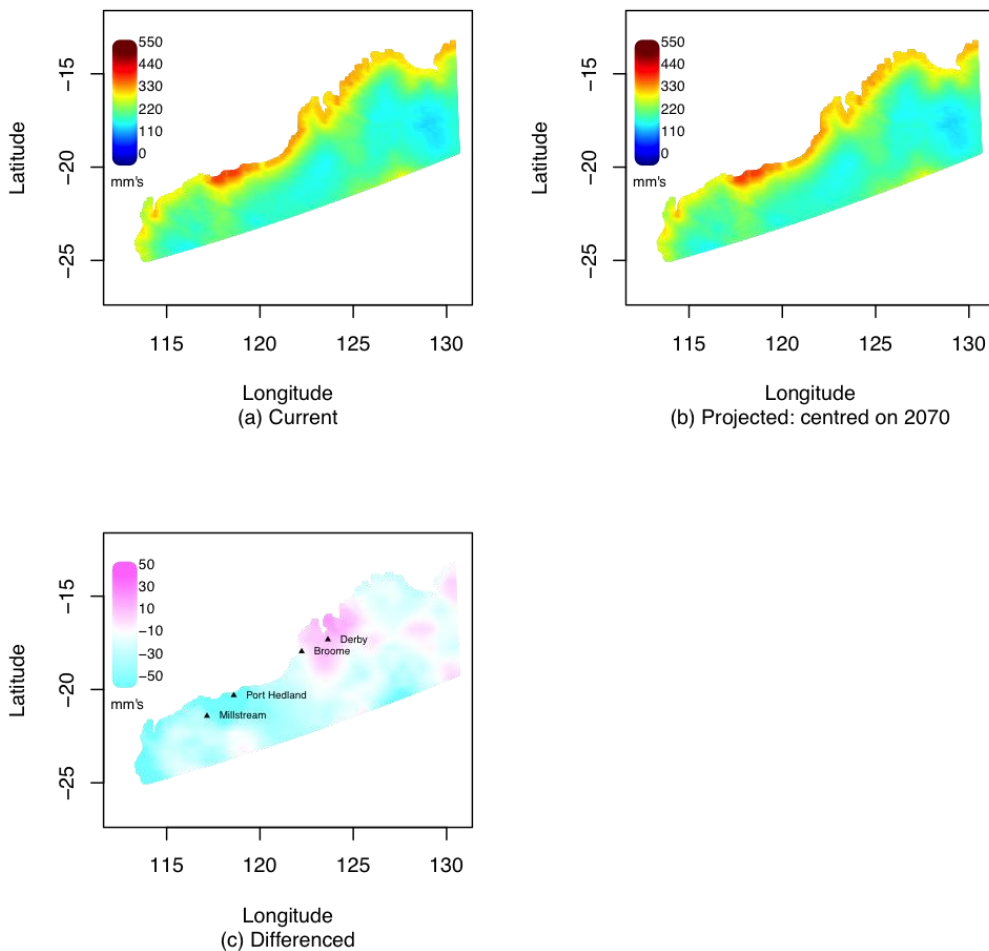 550
440
330
220
110
0
mm's
−15
−20
−25
Latitude
115 120 125 130
Longitude
(a) Current
550
440
330
220
110
0
mm's
−15
−20
−25
Latitude
115 120 125 130
Longitude
(b) Projected: centred on 2070
50
30
10
−10
−30
−50
mm's
−15
−20
−25
Latitude
Derby
Broome
Port Hedland
Millstream
115 120 125 130
Longitude
(c) Differenced